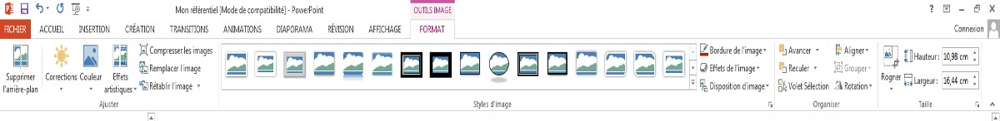 Mon référentiel [Mode de compatibilité] - PowerPoint
OUTILS IMAGE
?
FICHIER ACCUEIL INSERTION CRÉATION TRANSITIONS ANIMATIONS DIAPORAMA RÉVISION AFFICHAGE FORMAT Connexion
Supprimer l'arrière-plan
Corrections
Couleur
Effets artistiques
Compresser les images
Remplacer l'image
Rétablir l'image
Ajuster
Styles d'image
Bordure de l'image
Effets de l'image
Disposition d'image
Avancer
Reculer
Volet Sélection
Aligner
Grouper
Rotation
Organiser
Rogner
Hauteur : 10,98 cm
Largeur : 16,44 cm
Taille